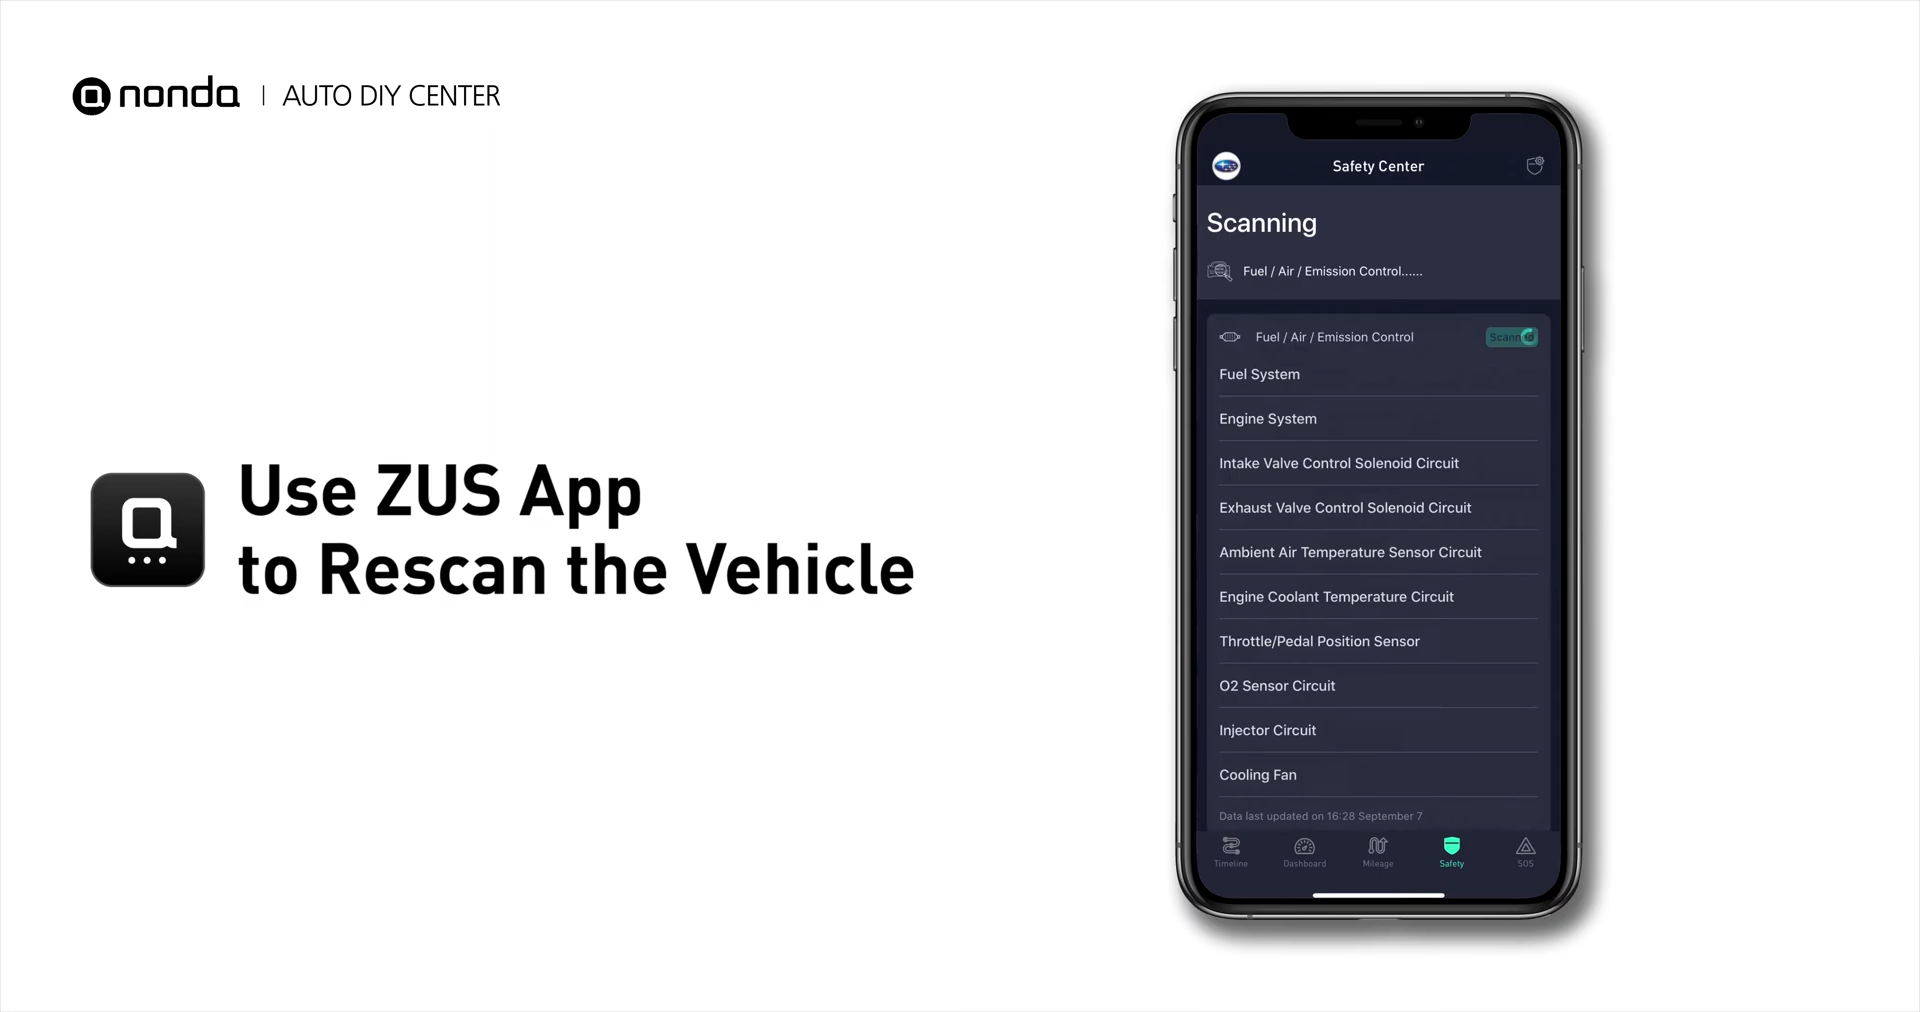 nonda | AUTO DIY CENTER
Use ZUS App
to Rescan the Vehicle
Safety Center
Scanning
Fuel / Air / Emission Control......
Fuel / Air / Emission Control
Fuel System
Engine System
Intake Valve Control Solenoid Circuit
Exhaust Valve Control Solenoid Circuit
Ambient Air Temperature Sensor Circuit
Engine Coolant Temperature Circuit
Throttle/Pedal Position Sensor
O2 Sensor Circuit
Injector Circuit
Cooling Fan
Data last updated on 16:28 September 7
Timeline Dashboard Mileage Safety SOS